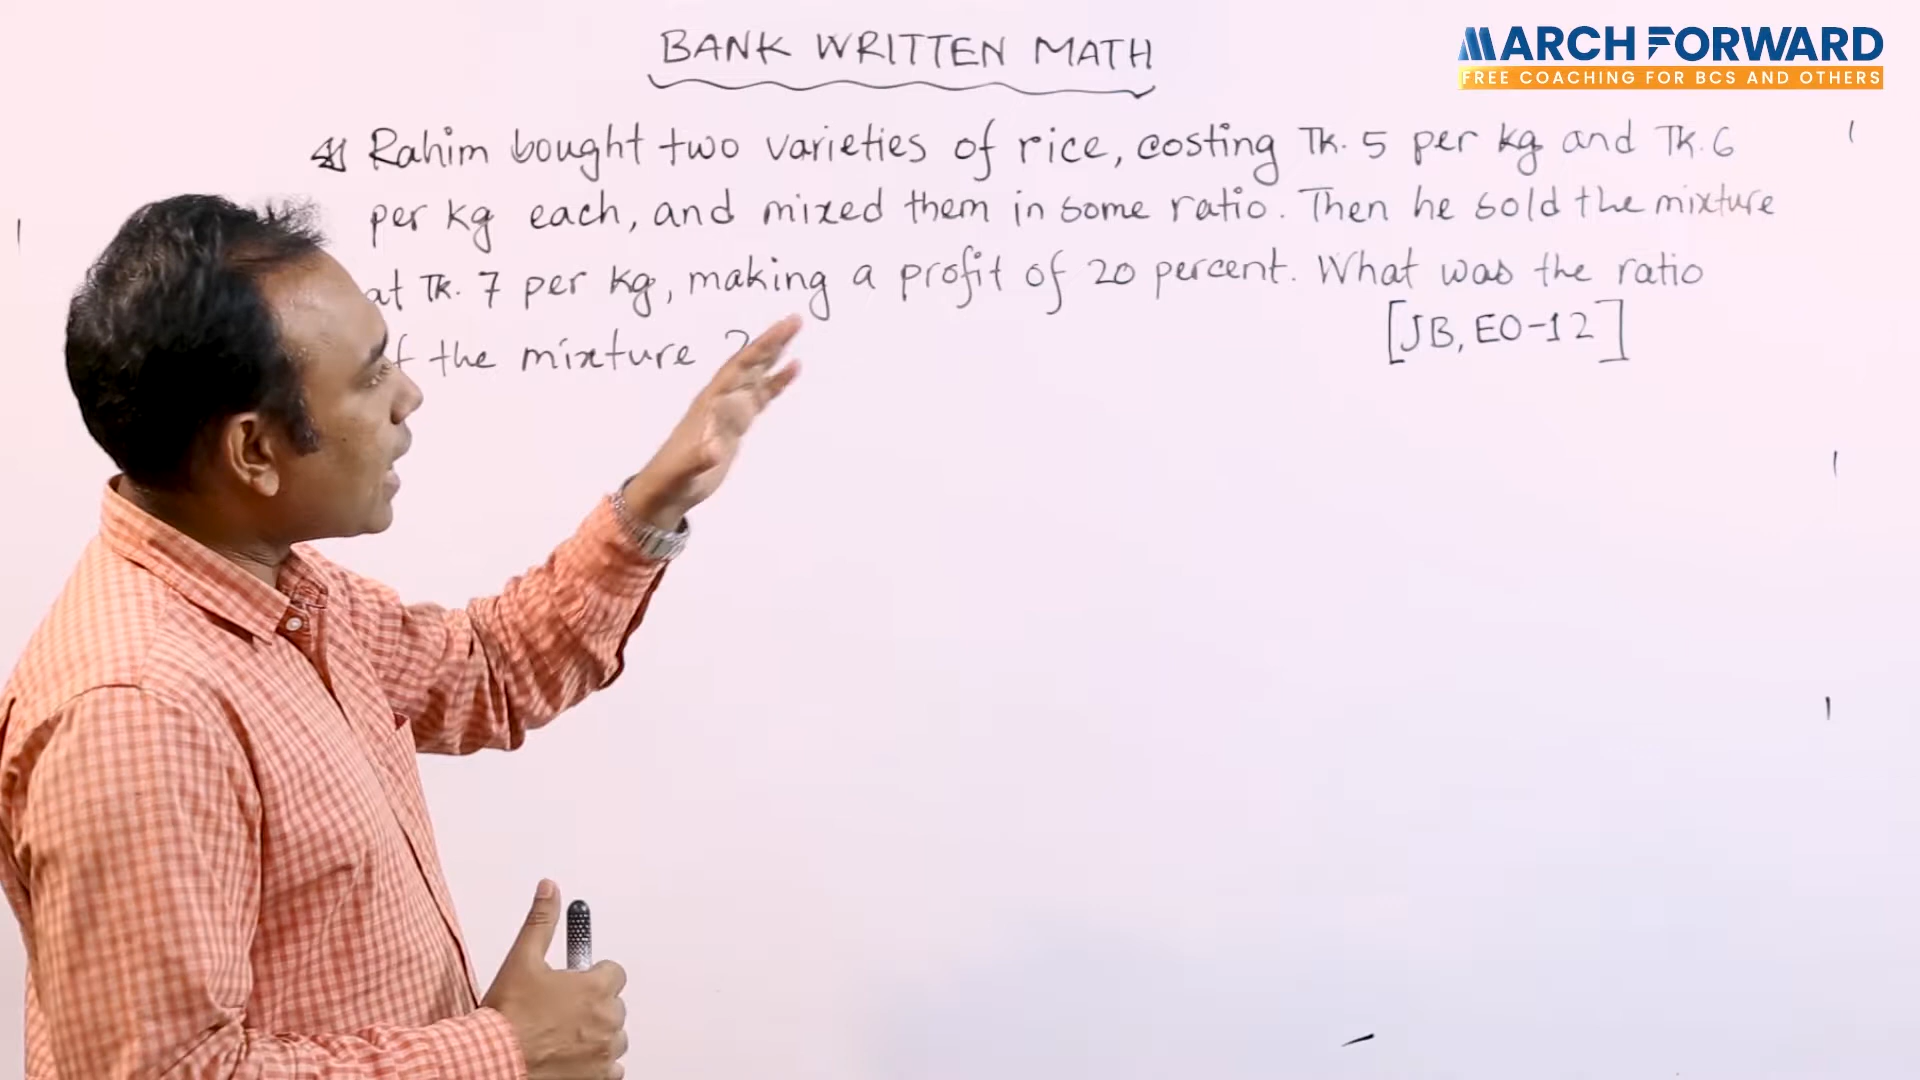 BANK WRITTEN MATH
MARCH FORWARD
FREE COACHING FOR BCS AND OTHERS
Rahim bought two varieties of rice, costing Tk. 5 per kg and Tk. 6
per kg each, and mixed them in some ratio. Then he sold the mixture
at Tk. 7 per kg, making a profit of 20 percent. What was the ratio
of the mixture ?
[JB, EO-12]